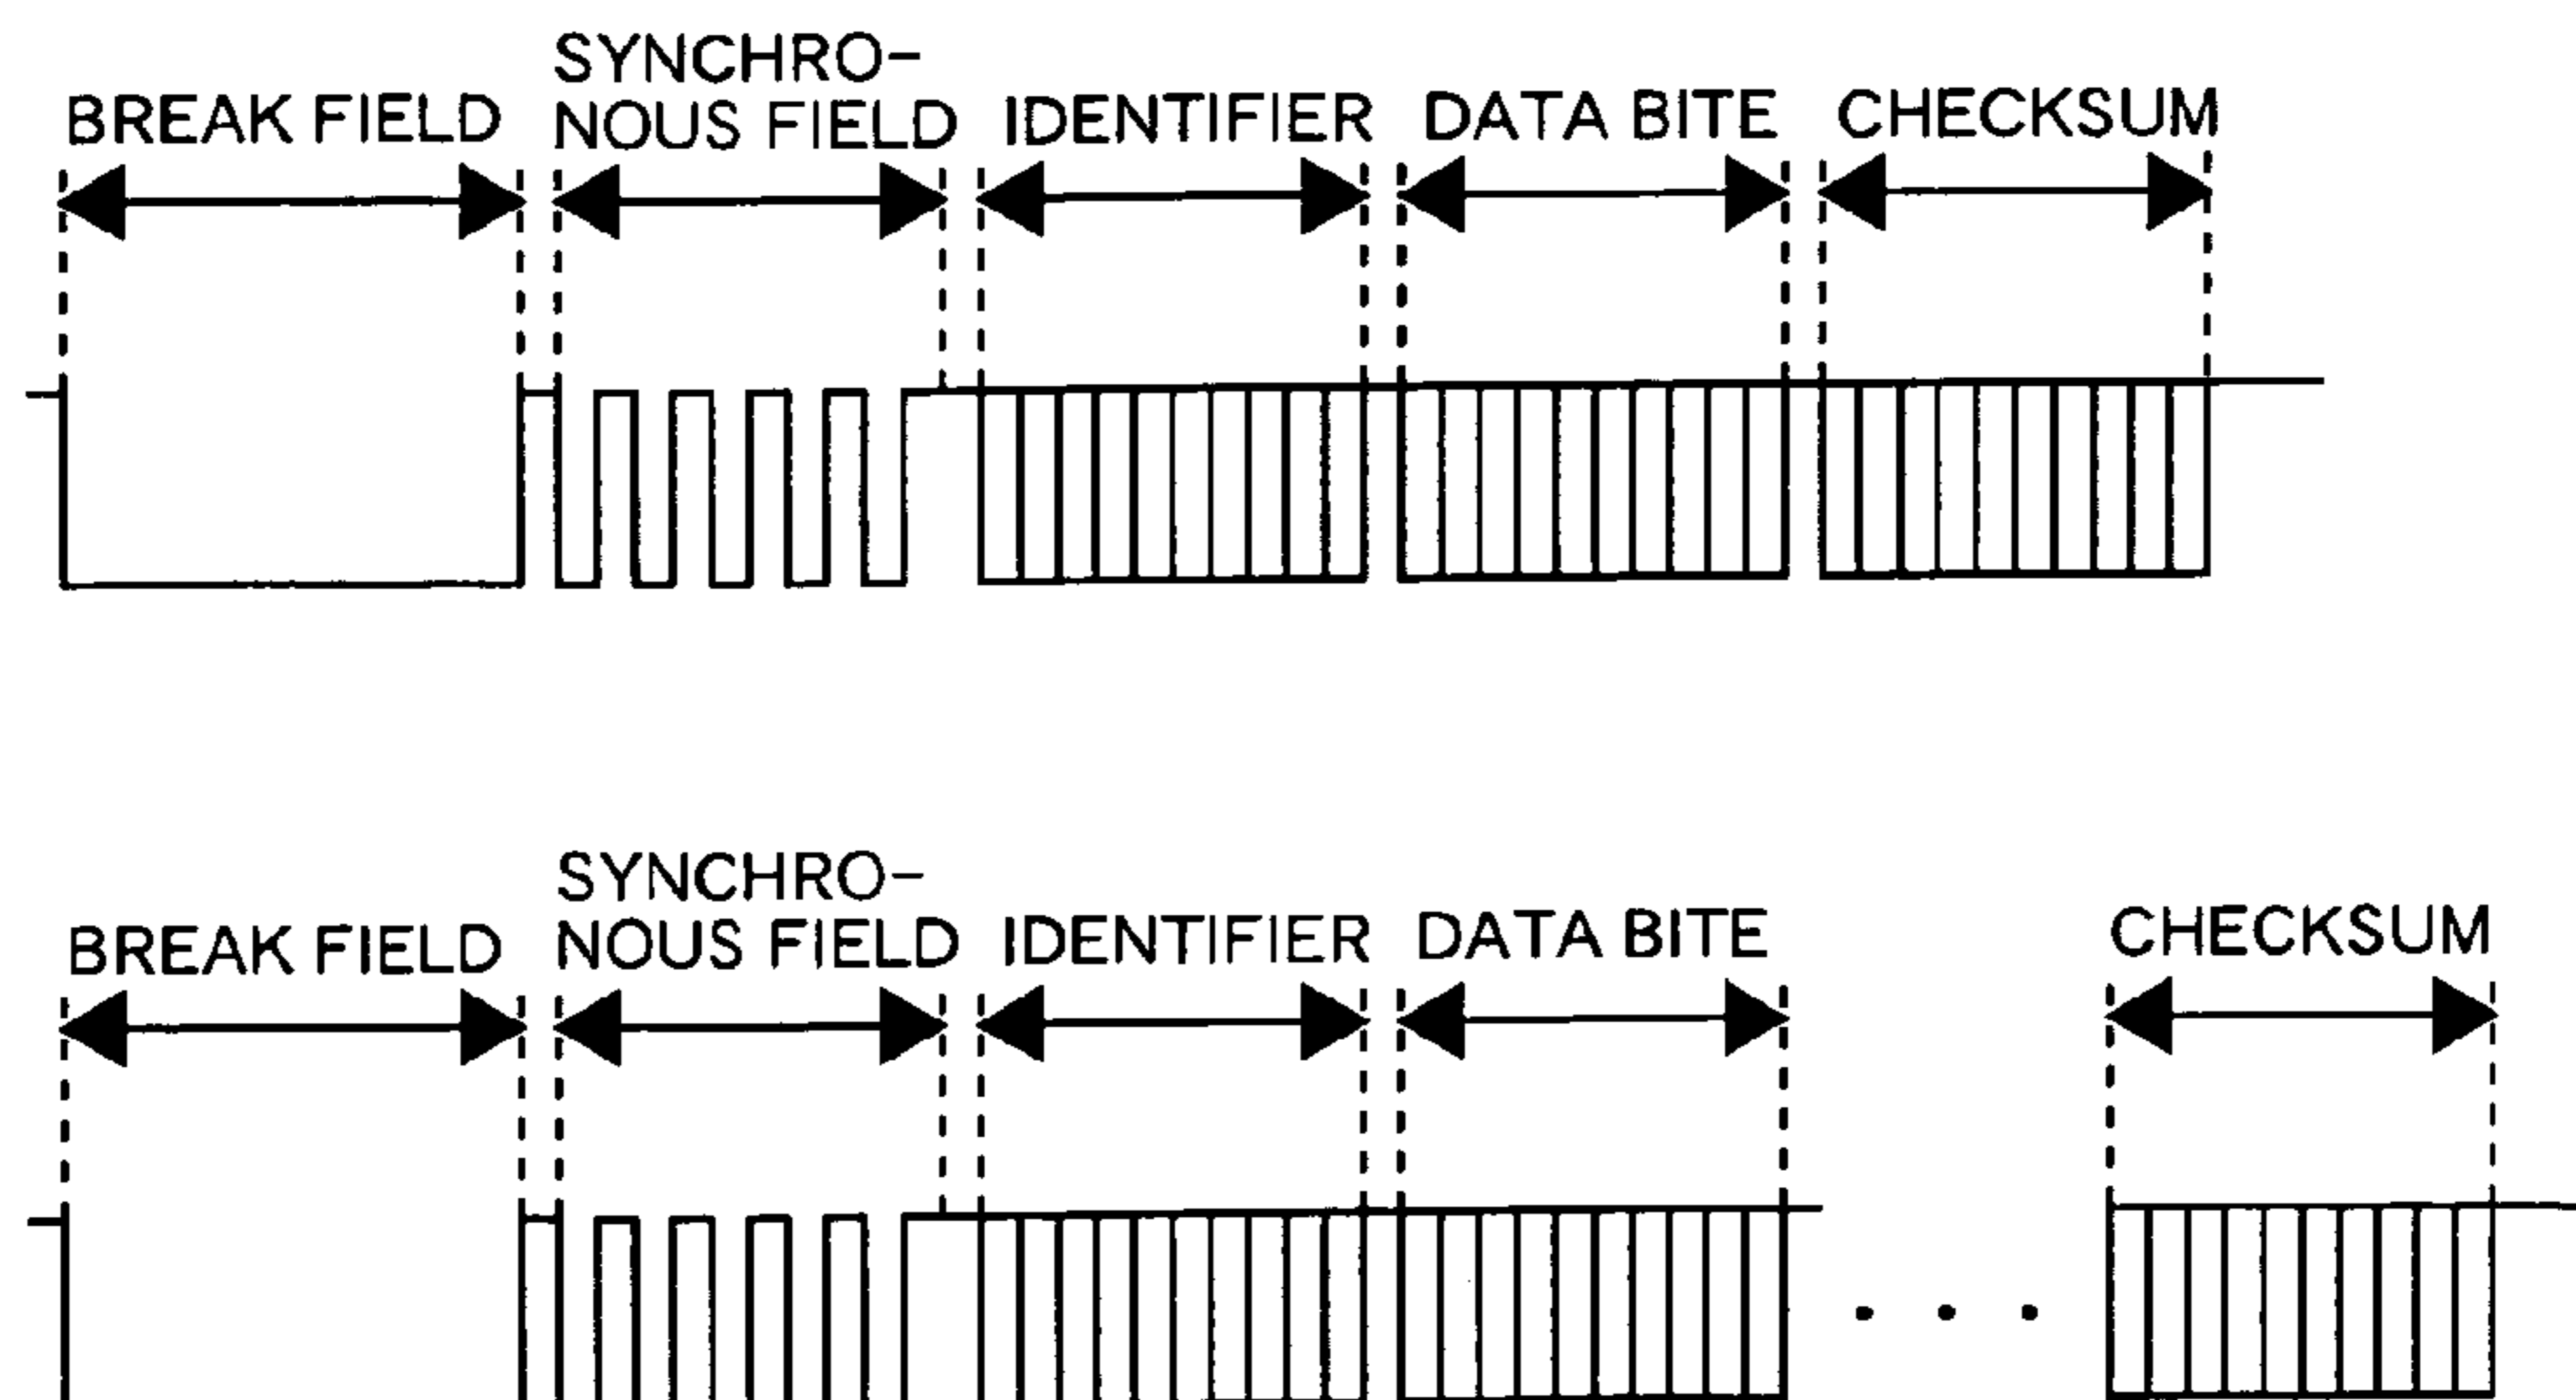 SYNCHRO-
BREAK FIELD NOUS FIELD IDENTIFIER DATA BITE CHECKSUM
SYNCHRO-
BREAK FIELD NOUS FIELD IDENTIFIER DATA BITE CHECKSUM